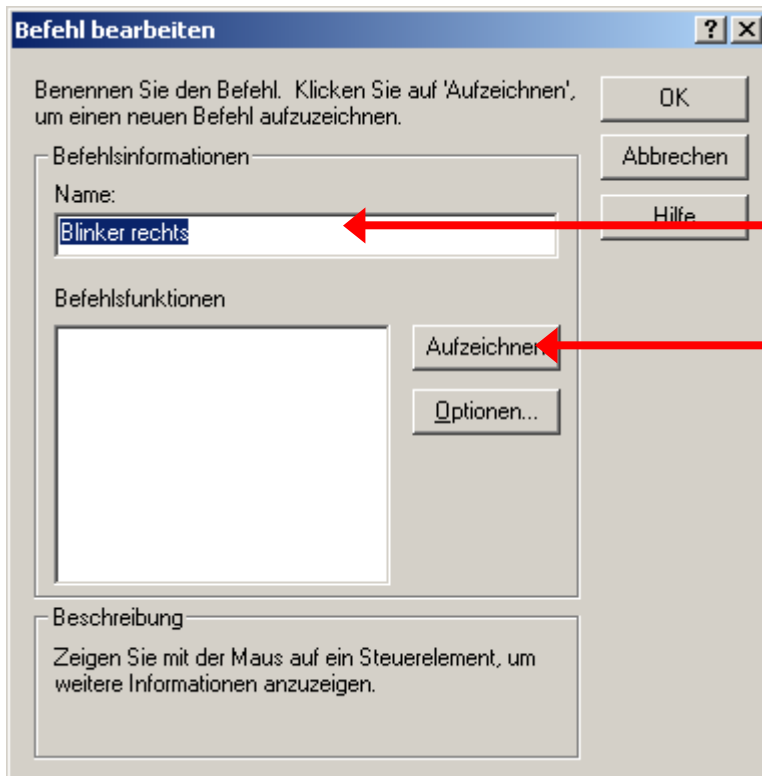 Befehl bearbeiten
Benennen Sie den Befehl. Klicken Sie auf 'Aufzeichnen',
um einen neuen Befehl aufzuzeichnen.
OK
Abbrechen
Hilfe
Befehlsinformationen
Name:
Blinker rechts
Befehlsfunktionen
Aufzeichnen
Optionen...
Beschreibung
Zeigen Sie mit der Maus auf ein Steuerelement, um
weitere Informationen anzuzeigen.